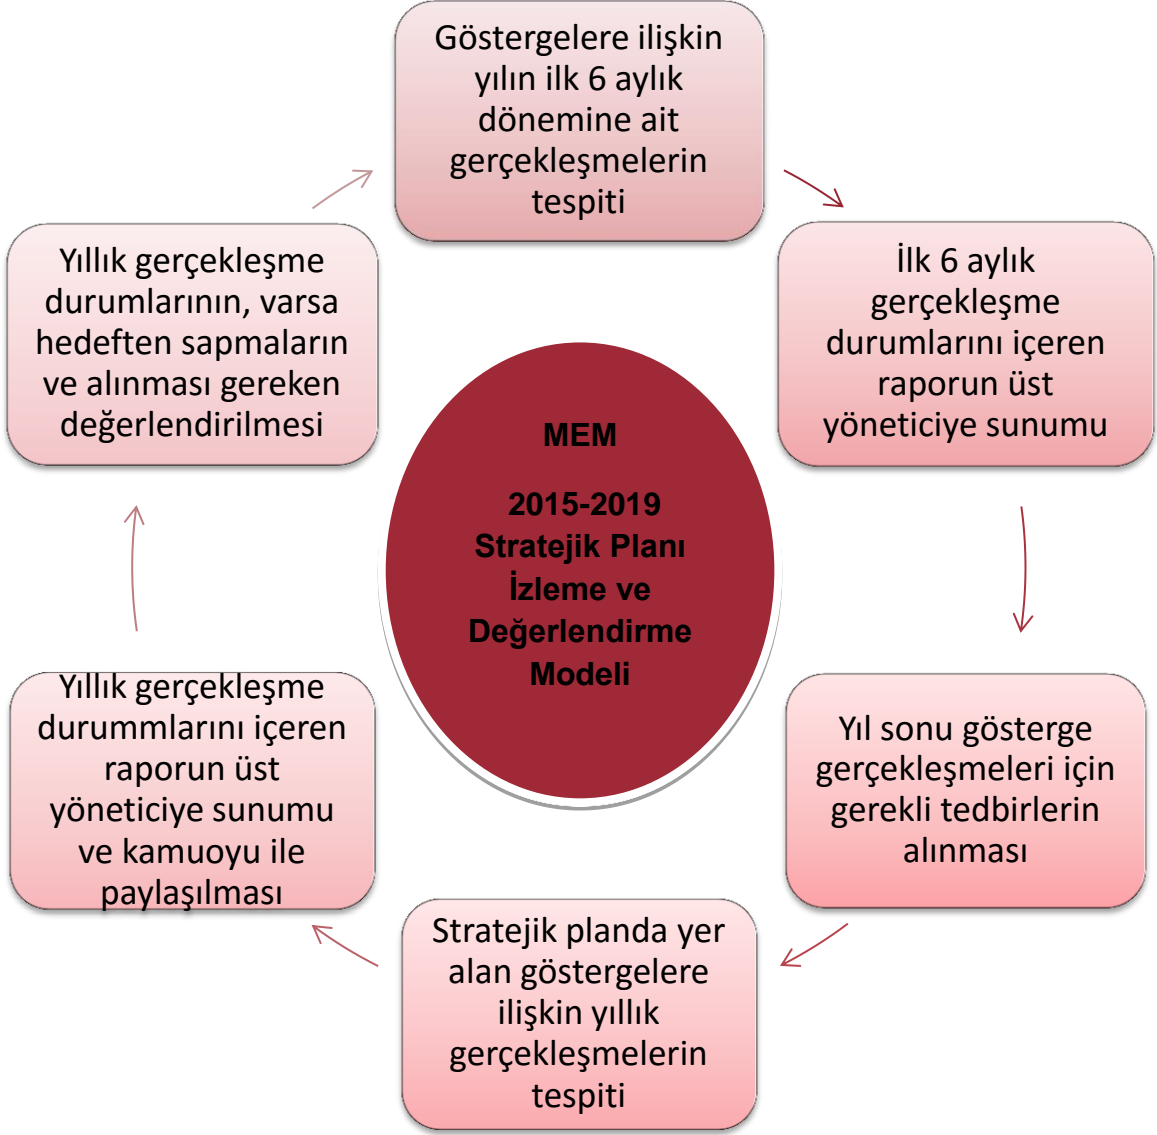 Göstergelere ilişkin
yılın ilk 6 aylık
dönemine ait
gerçekleşmelerin
tespiti
İlk 6 aylık
gerçekleşme
durumlarını içeren
raporun üst
yöneticiye sunumu
Yıl sonu gösterge
gerçekleşmeleri için
gerekli tedbirlerin
alınması
Stratejik planda yer
alan göstergelere
ilişkin yıllık
gerçekleşmelerin
tespiti
Yıllık gerçekleşme
durummlarını içeren
raporun üst
yöneticiye sunumu
ve kamuoyu ile
paylaşılması
Yıllık gerçekleşme
durumlarının, varsa
hedeften sapmaların
ve alınması gereken
değerlendirilmesi
MEM
2015-2019
Stratejik Planı
İzleme ve
Değerlendirme
Modeli